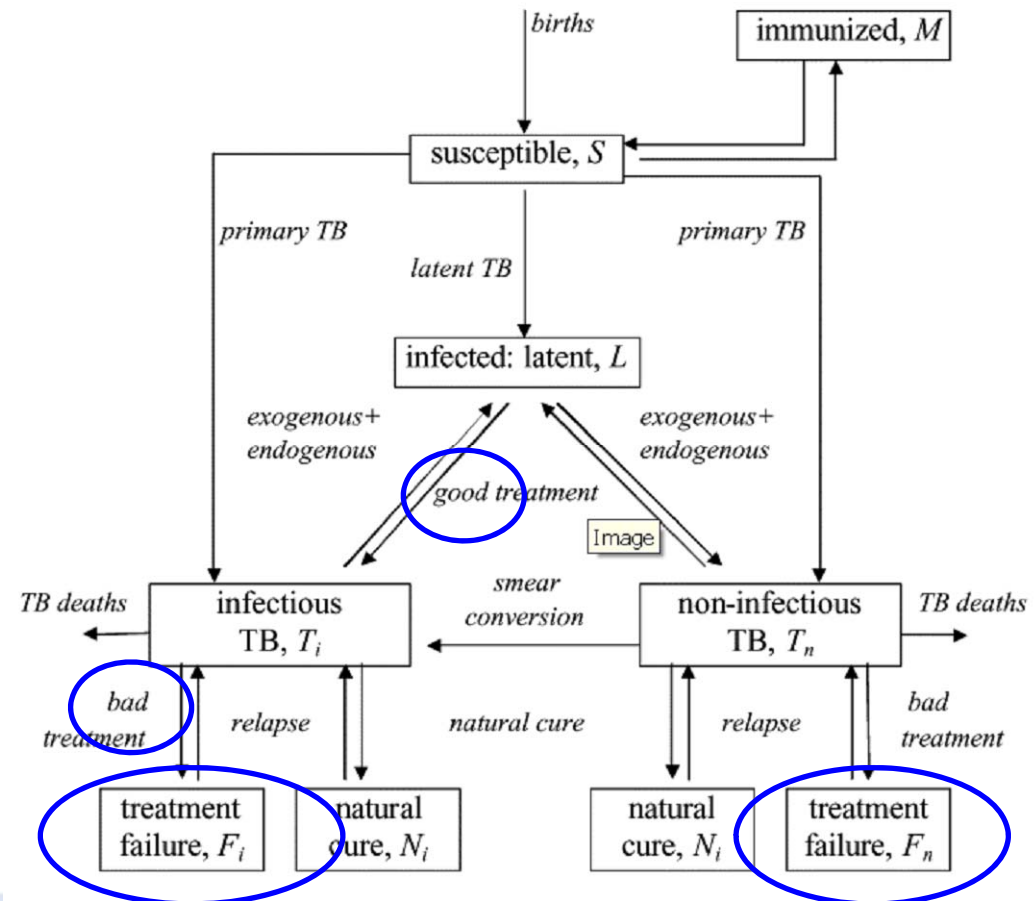 births
immunized, M
susceptible, S
primary TB
primary TB
latent TB
infected: latent, L
exogenous+
endogenous
exogenous+
endogenous
good treatment
Image
TB deaths
infectious
TB, Ti
smear
conversion
non-infectious
TB, Tn
TB deaths
bad
treatment
relapse
natural cure
relapse
bad
treatment
treatment
failure, Fi
natural
cure, Ni
natural
cure, Ni
treatment
failure, Fn